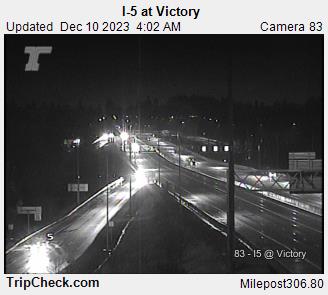 I-5 at Victory
Updated Dec 10 2023 4:02 AM
Camera 83
T
S
83 - I5 @ Victory
TripCheck.com
Milepost306.80